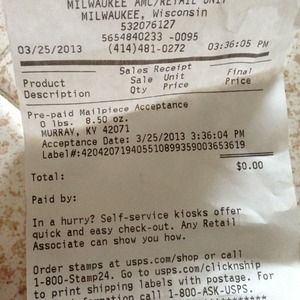 MILWAUKEE AMC/RETAIL UNIT
MILWAUKEE, Wisconsin
532076127
5654840233 -0095
03/25/2013 (414)481-0272 03:36:05 PM
Sales Receipt
Product Sale Unit Final
Description Qty Price Price
Pre-paid Mailpiece Acceptance
0 lbs. 8.50 oz.
MURRAY, KY 42071
Acceptance Date: 3/25/2013 3:36:04 PM
Label#:420420719405510899359003653619
$0.00
Total:
Paid by:
In a hurry? Self-service kiosks offer
quick and easy check-out. Any Retail
Associate can show you how.
Order stamps at usps.com/shop or call
1-800-Stamp24. Go to usps.com/clicknship
to print shipping labels with postage. For
information call 1-800-ASK-USPS.